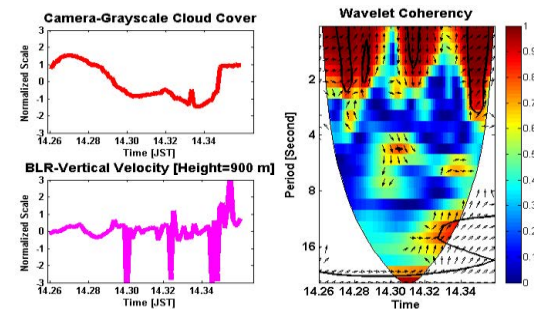 Camera-Grayscale Cloud Cover
Normalized Scale
3
2
1
0
-1
-2
-3
14.26 14.28 14.30 14.32 14.34
Time [JST]
BLR-Vertical Velocity [Height=900 m]
Normalized Scale
3
2
1
0
-1
-2
-3
14.26 14.28 14.30 14.32 14.34
Time [JST]
Wavelet Coherency
Period [Second]
2
4
8
16
14.26 14.28 14.30 14.32 14.34
Time
1
0.9
0.8
0.7
0.6
0.5
0.4
0.3
0.2
0.1
0